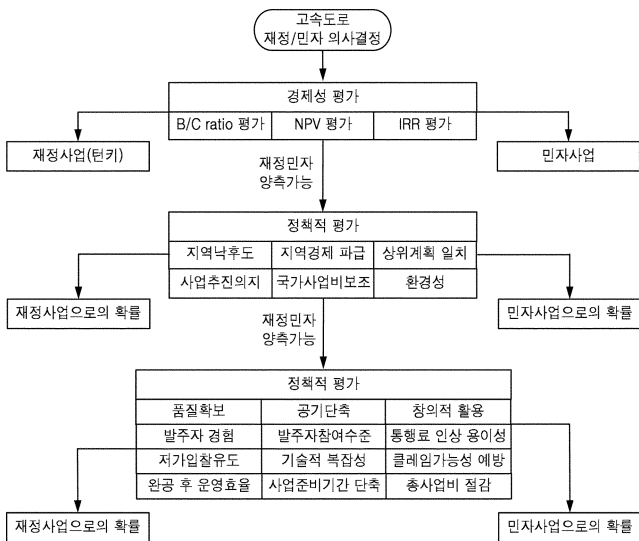 고속도로
재정/민자 의사결정
경제성 평가
B/C ratio 평가 NPV 평가 IRR 평가
재정사업(턴키) 민자사업
재정민자
양측가능
정책적 평가
지역낙후도 지역경제 파급 상위계획 일치
사업추진의지 국가사업비보조 환경성
재정사업으로의 확률 민자사업으로의 확률
재정민자
양측가능
정책적 평가
품질확보 공기단축 창의적 활용
발주자 경험 발주자참여수준 통행료 인상 용이성
저가입찰유도 기술적 복잡성 클레임가능성 예방
완공 후 운영효율 사업준비기간 단축 총사업비 절감
재정사업으로의 확률 민자사업으로의 확률